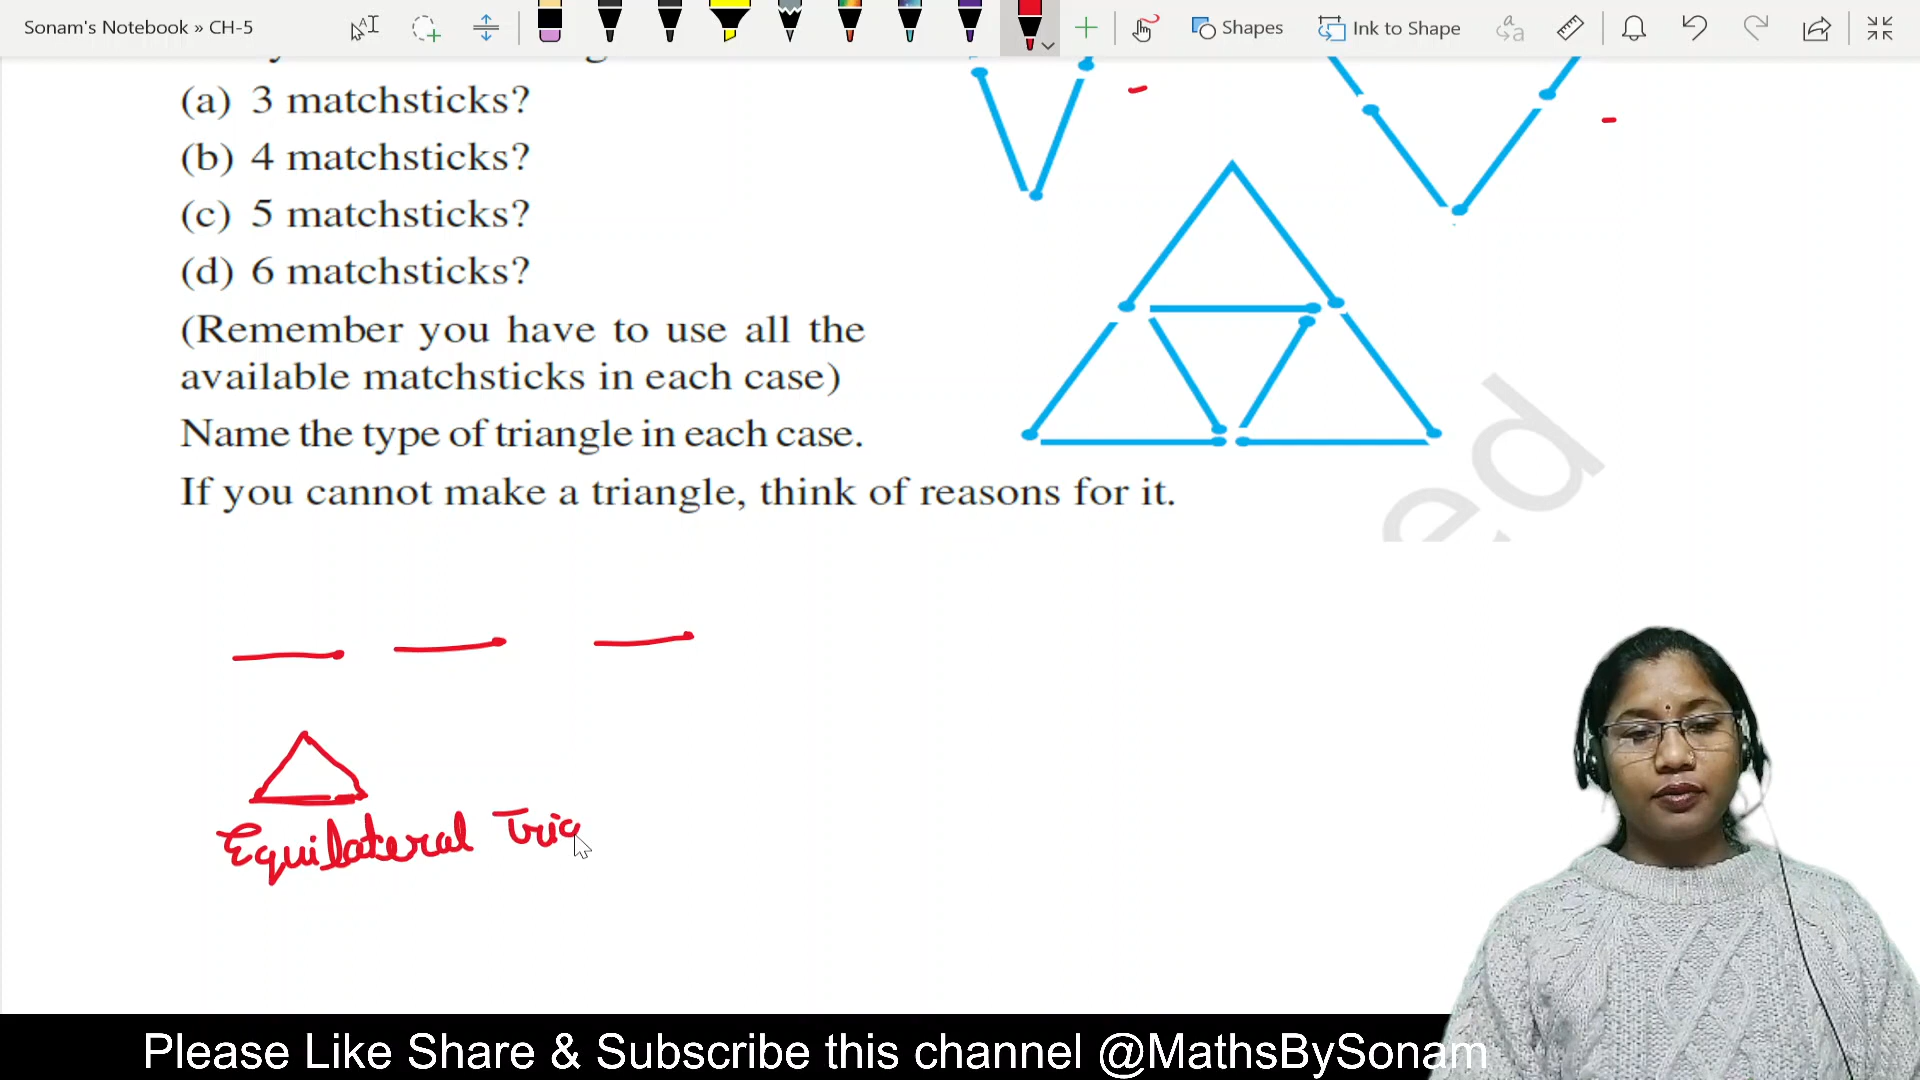 Sonam's Notebook » CH-5
Shapes
Ink to Shape
(a) 3 matchsticks?
(b) 4 matchsticks?
(c) 5 matchsticks?
(d) 6 matchsticks?
(Remember you have to use all the
available matchsticks in each case)
Name the type of triangle in each case.
If you cannot make a triangle, think of reasons for it.
ed
Equilateral Tria
Please Like Share & Subscribe this channel @MathsBySonam